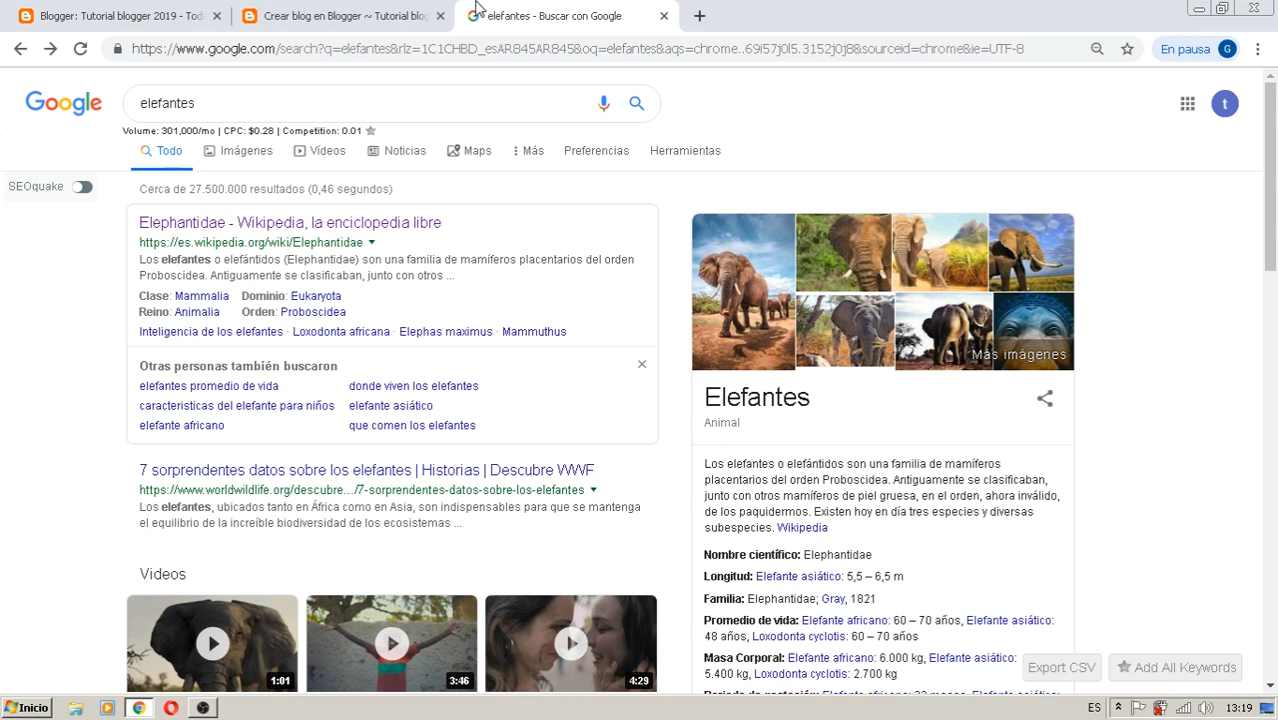 Blogger: Tutorial blogger 2019 - Tod
Crear blog en Blogger ~ Tutorial blog
elefantes - Buscar con Google
https://www.google.com/search?q=elefantes&rlz=1C1CHBD_esAR845AR845&oq=elefantes&aqs=chrome..69i57j0l5.3152j0j8&sourceid=chrome&ie=UTF-8
En pausa
G
Google
elefantes
t
Volume: 301,000/mo | CPC: $0.28 | Competition: 0.01
Todo
Imágenes
Vídeos
Noticias
Maps
Más
Preferencias
Herramientas
SEOquake
Cerca de 27.500.000 resultados (0,46 segundos)
Elephantidae - Wikipedia, la enciclopedia libre
https://es.wikipedia.org/wiki/Elephantidae
Los elefantes o elefántidos (Elephantidae) son una familia de mamíferos placentarios del orden
Proboscidea. Antiguamente se clasificaban, junto con otros ...
Clase: Mammalia Dominio: Eukaryota
Reino: Animalia Orden: Proboscidea
Inteligencia de los elefantes · Loxodonta africana · Elephas maximus · Mammuthus
Otras personas también buscaron
elefantes promedio de vida
donde viven los elefantes
caracteristicas del elefante para niños
elefante asiático
elefante africano
que comen los elefantes
7 sorprendentes datos sobre los elefantes | Historias | Descubre WWF
https://www.worldwildlife.org/descubre.../7-sorprendentes-datos-sobre-los-elefantes
Los elefantes, ubicados tanto en África como en Asia, son indispensables para que se mantenga
el equilibrio de la increíble biodiversidad de los ecosistemas ...
Videos
1:01
3:46
4:29
Más imágenes
Elefantes
Animal
Los elefantes o elefántidos son una familia de mamíferos
placentarios del orden Proboscidea. Antiguamente se clasificaban,
junto con otros mamíferos de piel gruesa, en el orden, ahora inválido,
de los paquidermos. Existen hoy en día tres especies y diversas
subespecies. Wikipedia
Nombre científico: Elephantidae
Longitud: Elefante asiático: 5,5 – 6,5 m
Familia: Elephantidae; Gray, 1821
Promedio de vida: Elefante africano: 60 – 70 años, Elefante asiático:
48 años, Loxodonta cyclotis: 60 – 70 años
Masa Corporal: Elefante africano: 6.000 kg, Elefante asiático:
5.400 kg, Loxodonta cyclotis: 2.700 kg
Export CSV
Add All Keywords
Inicio
ES
13:19